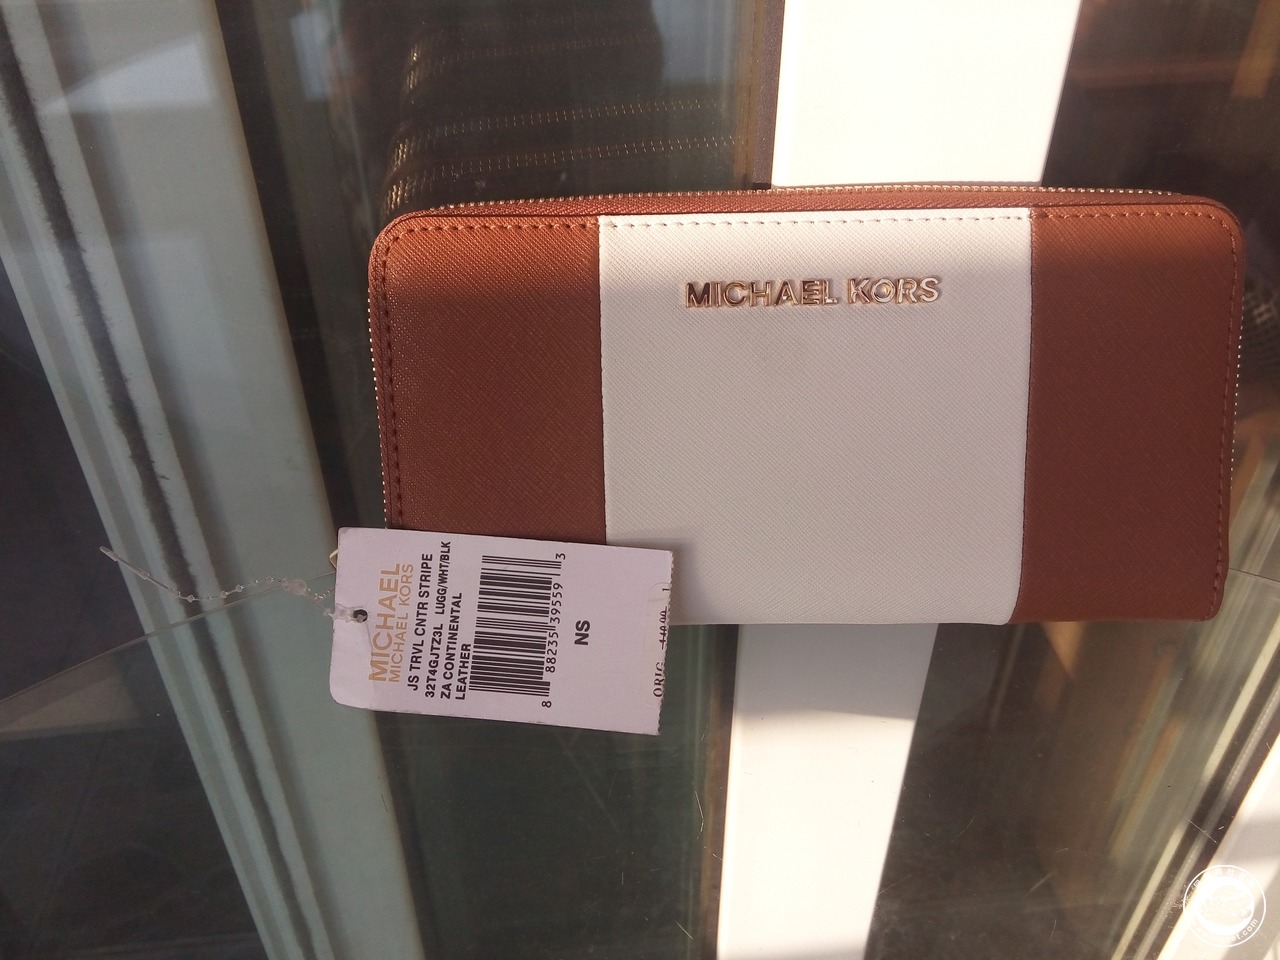 MICHAEL KORS
MICHAEL
MICHAEL KORS
JS TRVL CNTR STRIPE
32T4GJTZ3L LUGG/WHT/BLK
ZA CONTINENTAL
LEATHER
8 88235 39559 3
NS
ORIG